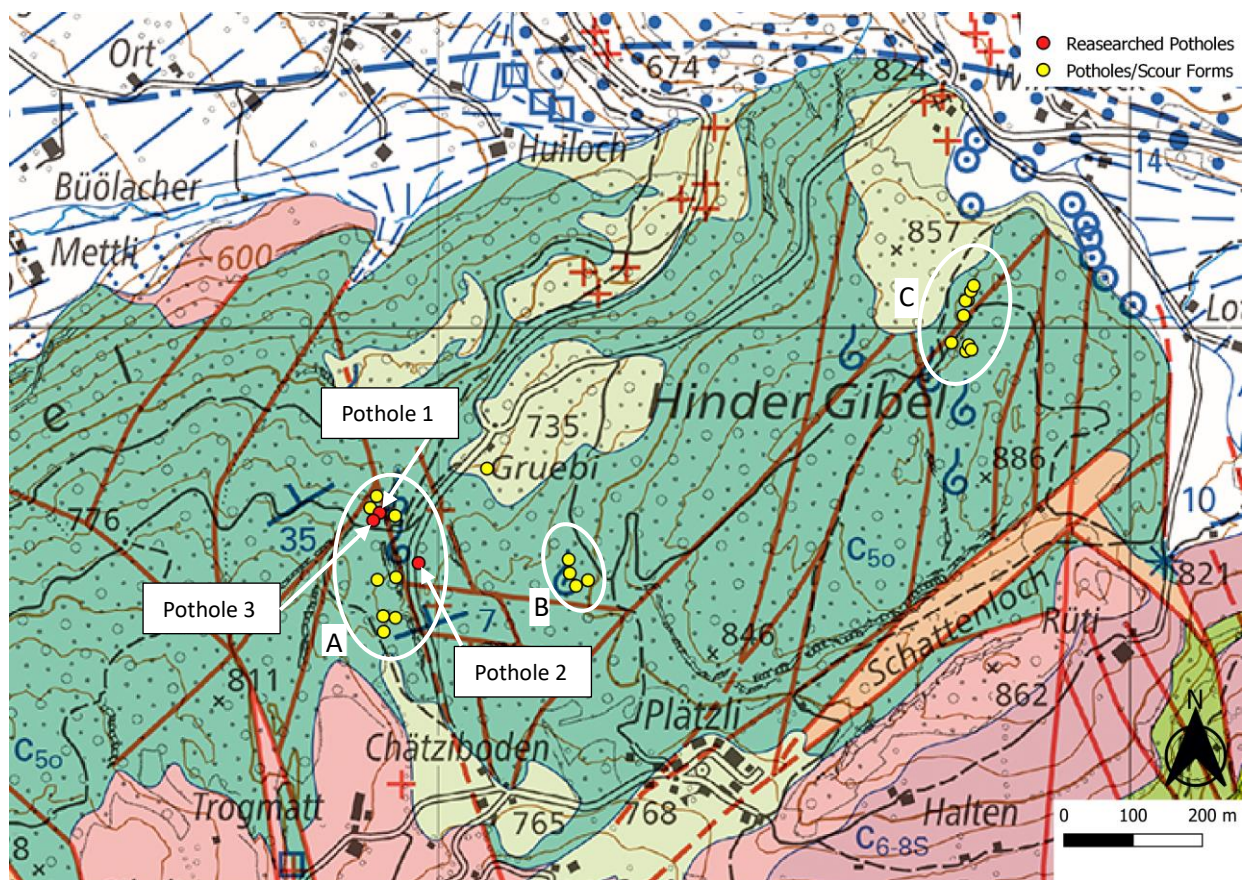 Ort
674
824
Reasearched Potholes
Potholes/Scour Forms
Huiloch
14
Büölacher
Mettli
600
857
C
Lot
e
l
Pothole 1
735
Hinder Gibel
Gruebi
776
35
886
10
c5o
Pothole 3
B
821
A
7
Schattenloch
Rüti
Pothole 2
846
811
862
Plätzli
N
c5o
Chätziboden
Trogmatt
765
768
Halten
0 100 200 m
8
c6-8S